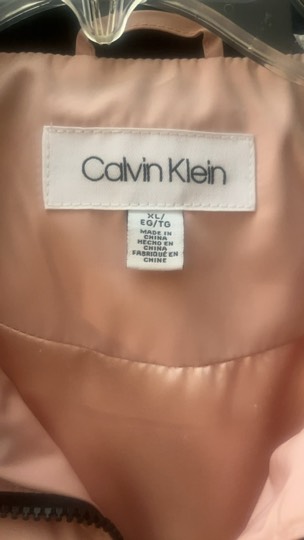 Calvin Klein
XL/
EG/TG
MADE IN
CHINA
HECHO EN
CHINA
FABRIQUÉ EN
CHINE